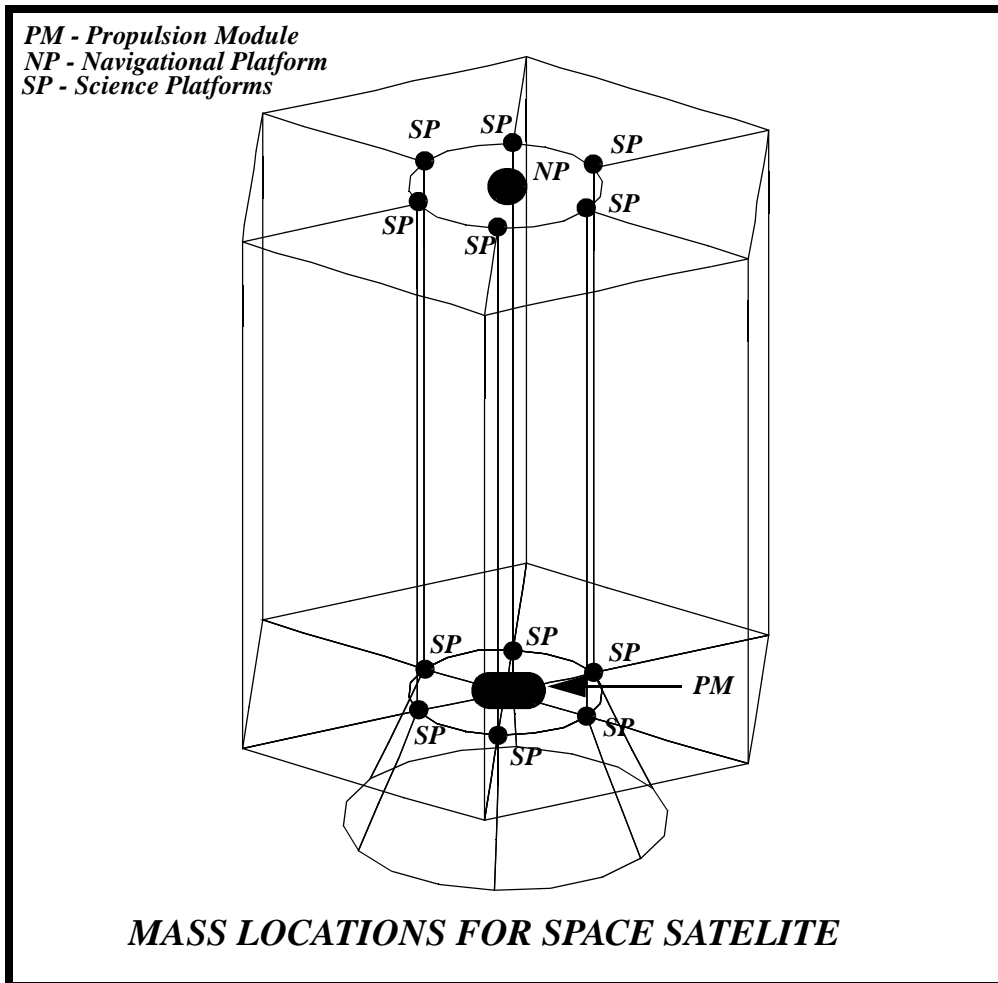 PM - Propulsion Module
NP - Navigational Platform
SP - Science Platforms
SP
SP
SP
NP
SP
SP
SP
SP
SP
SP
PM
SP
SP
SP
MASS LOCATIONS FOR SPACE SATELITE